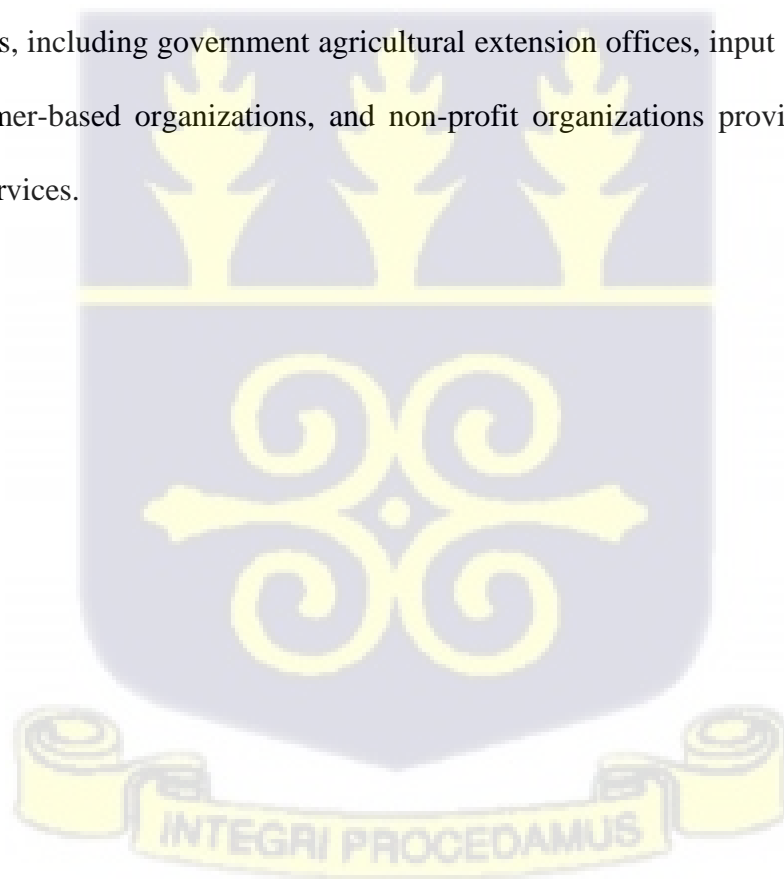 s, including government agricultural extension offices, input
mer-based organizations, and non-profit organizations provi
rvices.
INTEGRI PROCEDAMUS